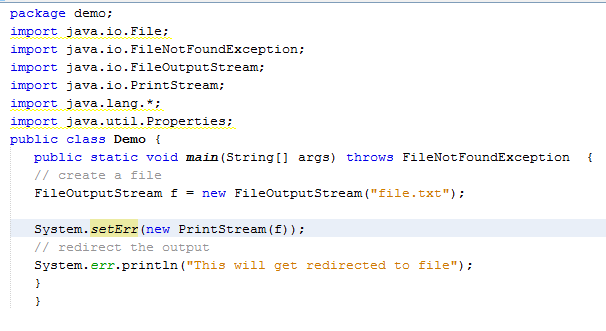 package demo;
import java.io.File;
import java.io.FileNotFoundException;
import java.io.FileOutputStream;
import java.io.PrintStream;
import java.lang.*;
import java.util.Properties;
public class Demo {
public static void main(String[] args) throws FileNotFoundException  {
// create a file
FileOutputStream f = new FileOutputStream("file.txt");
System.setErr(new PrintStream(f));
// redirect the output
System.err.println("This will get redirected to file");
}
}